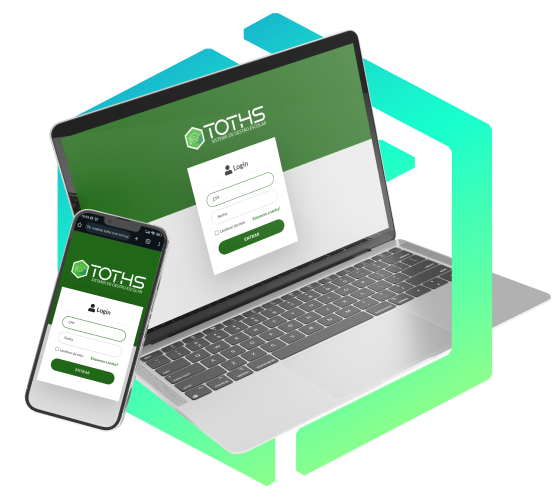 TOTHS
SISTEMA DE GESTÃO ESCOLAR
Login
CPF
Senha
Lembrar de mim
Esqueceu a senha?
ENTRAR
TOTHS
SISTEMA DE GESTÃO ESCOLAR
Login
CPF
Senha
Lembrar de mim
Esqueceu a senha?
ENTRAR